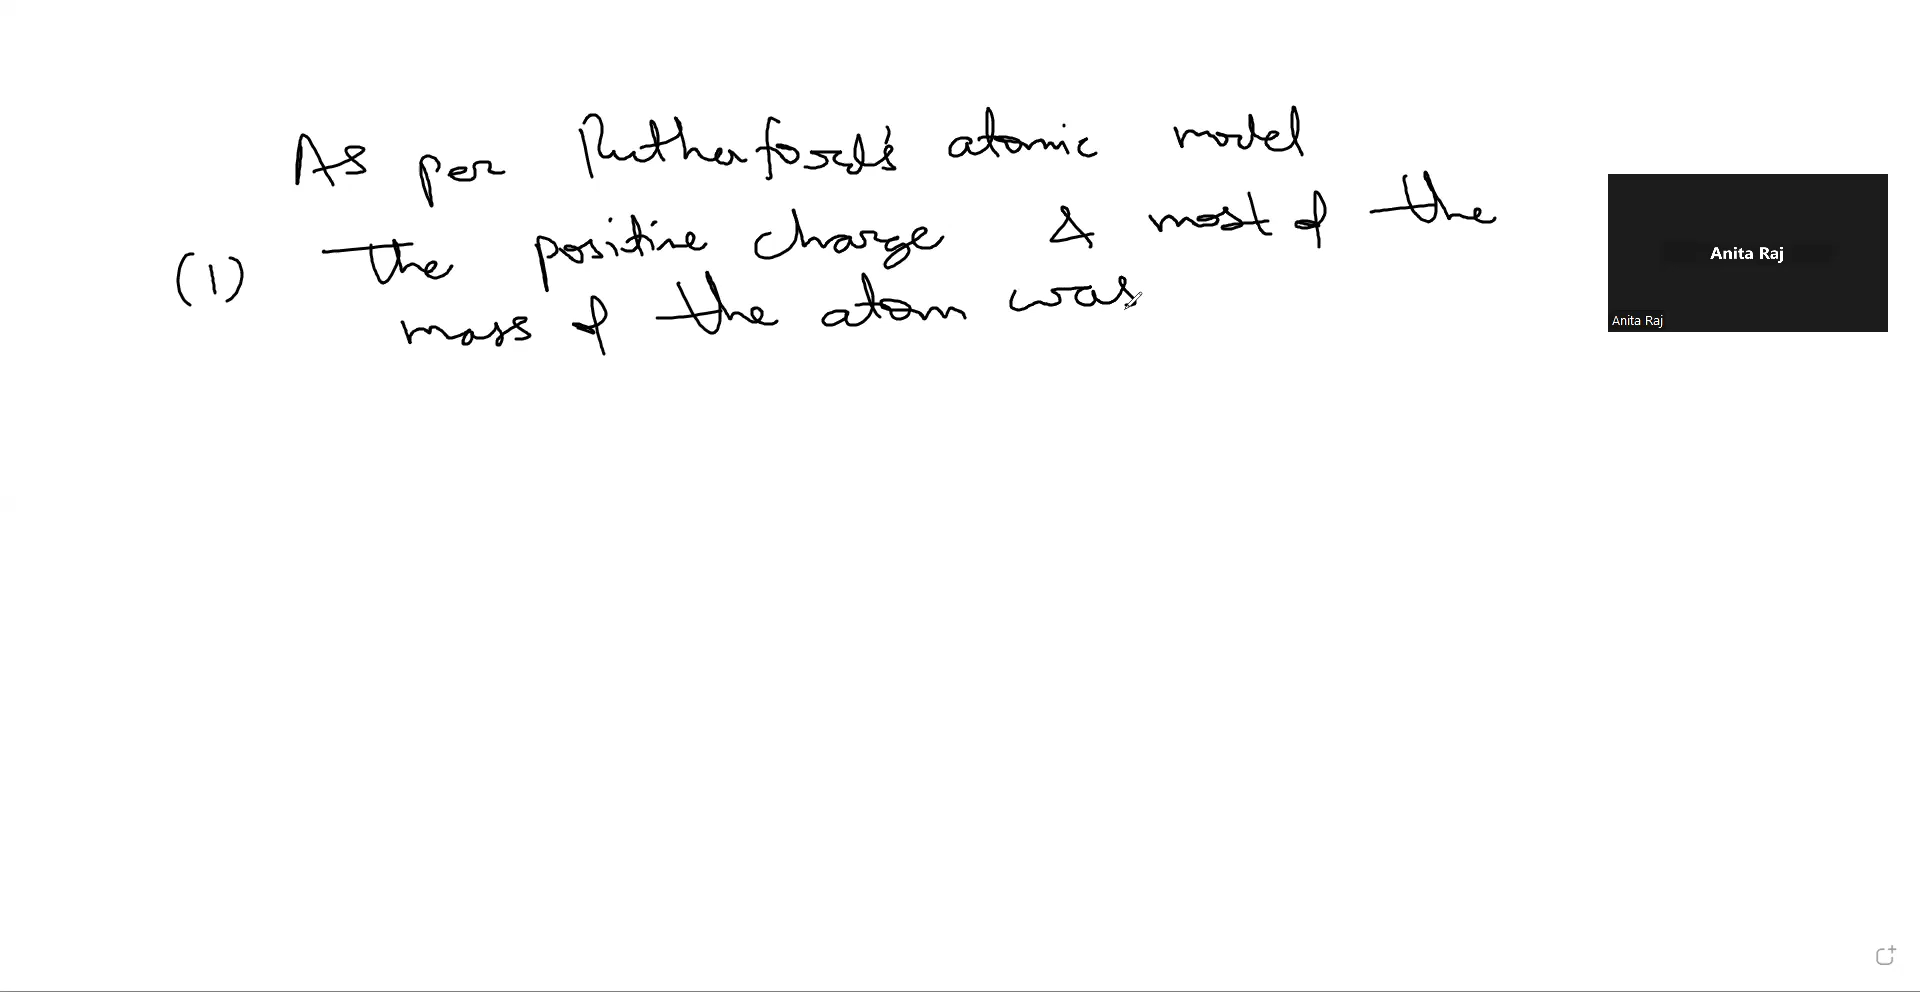 As per Rutherford's atomic model
(1) The positive charge & most of the
mass of the atom was
Anita Raj
Anita Raj